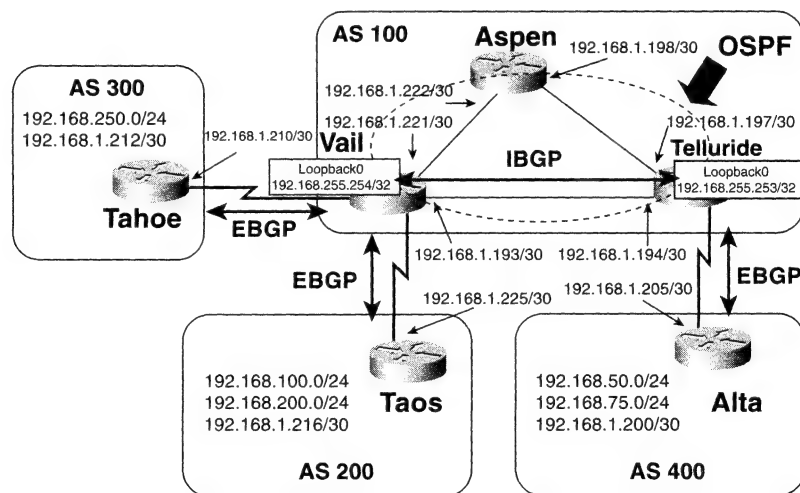 AS 100
Aspen
192.168.1.198/30
OSPF
AS 300
192.168.250.0/24
192.168.1.212/30
192.168.1.222/30
192.168.1.221/30
192.168.1.197/30
192.168.1.210/30
Vail
Telluride
IBGP
Loopback0
192.168.255.254/32
Loopback0
192.168.255.253/32
Tahoe
EBGP
192.168.1.193/30
192.168.1.194/30
EBGP
EBGP
192.168.1.225/30
192.168.1.205/30
192.168.100.0/24
192.168.200.0/24
192.168.1.216/30
Taos
AS 200
192.168.50.0/24
192.168.75.0/24
192.168.1.200/30
Alta
AS 400